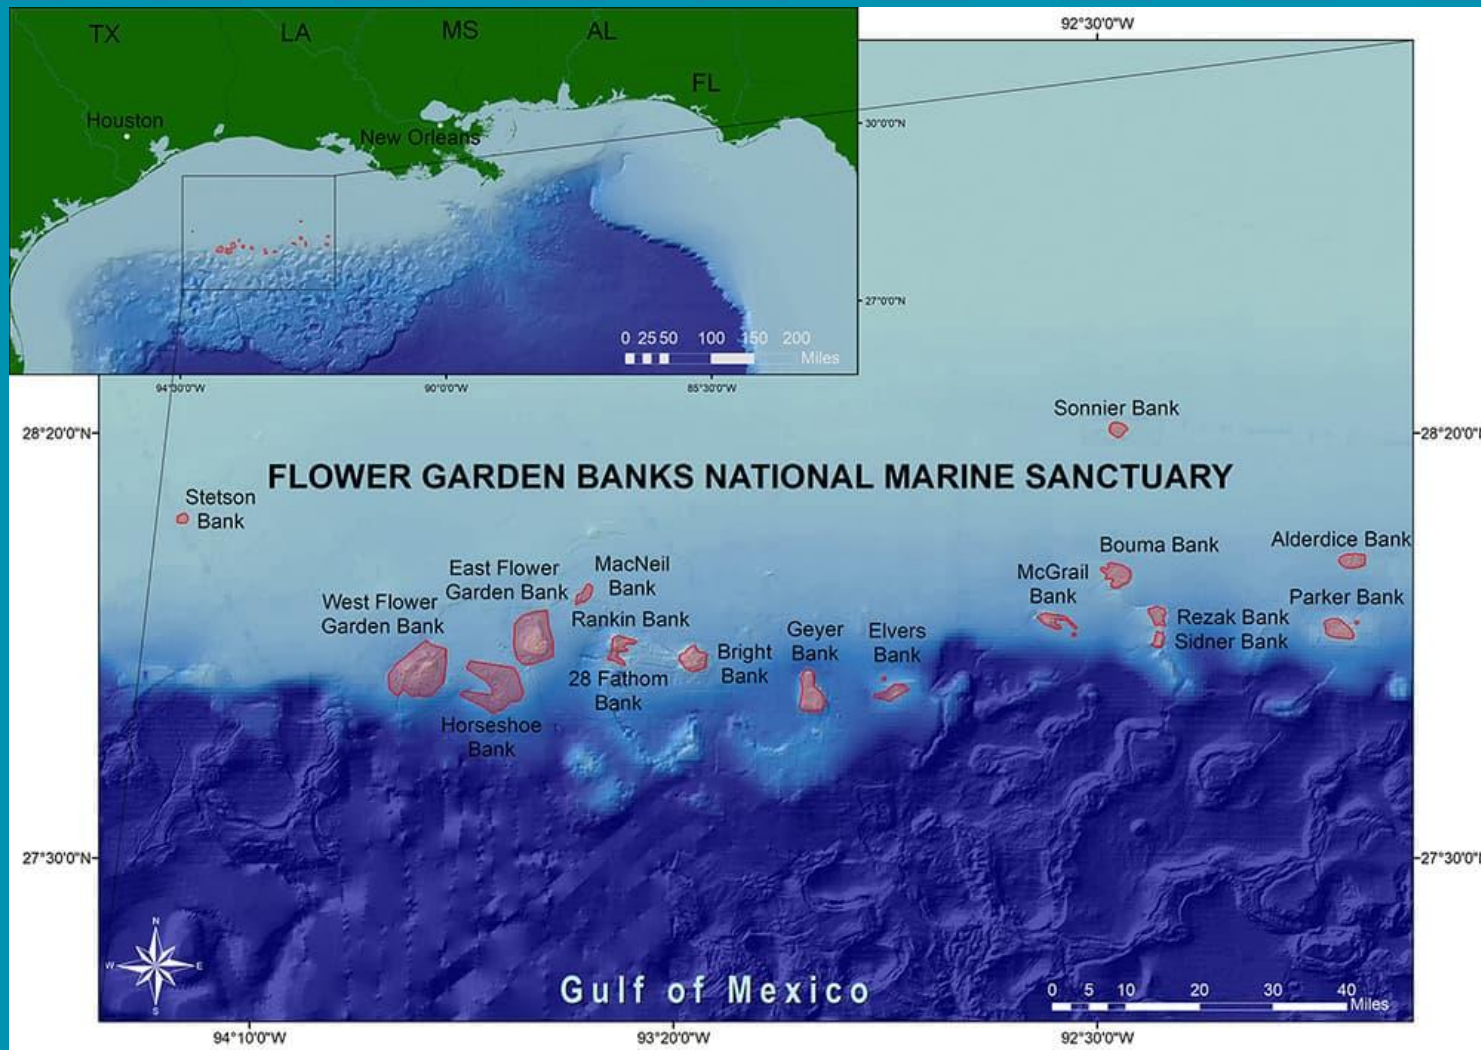 TX
LA
MS
AL
FL
Houston
New Orleans
30°0'0"N
27°0'0"N
0 25 50 100 150 200
Miles
94°30'0"W
90°0'0"W
85°30'0"W
92°30'0"W
28°20'0"N
28°20'0"N
Sonnier Bank
FLOWER GARDEN BANKS NATIONAL MARINE SANCTUARY
Stetson
Bank
Bouma Bank
Alderdice Bank
East Flower
Garden Bank
MacNeil
Bank
McGrail
Bank
West Flower
Garden Bank
Rankin Bank
Parker Bank
Geyer
Bank
Elvers
Bank
Rezak Bank
Sidner Bank
Bright
Bank
28 Fathom
Bank
Horseshoe
Bank
27°30'0"N
27°30'0"N
N
W
E
S
Gulf of Mexico
0 5 10 20 30 40
Miles
94°10'0"W
93°20'0"W
92°30'0"W